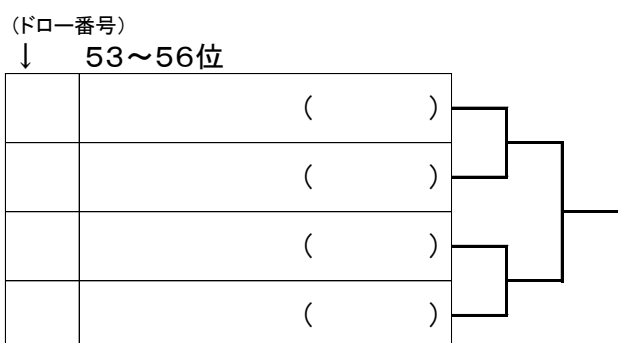 （ドロー番号）
↓ 53～56位
（ ）
（ ）
（ ）
（ ）